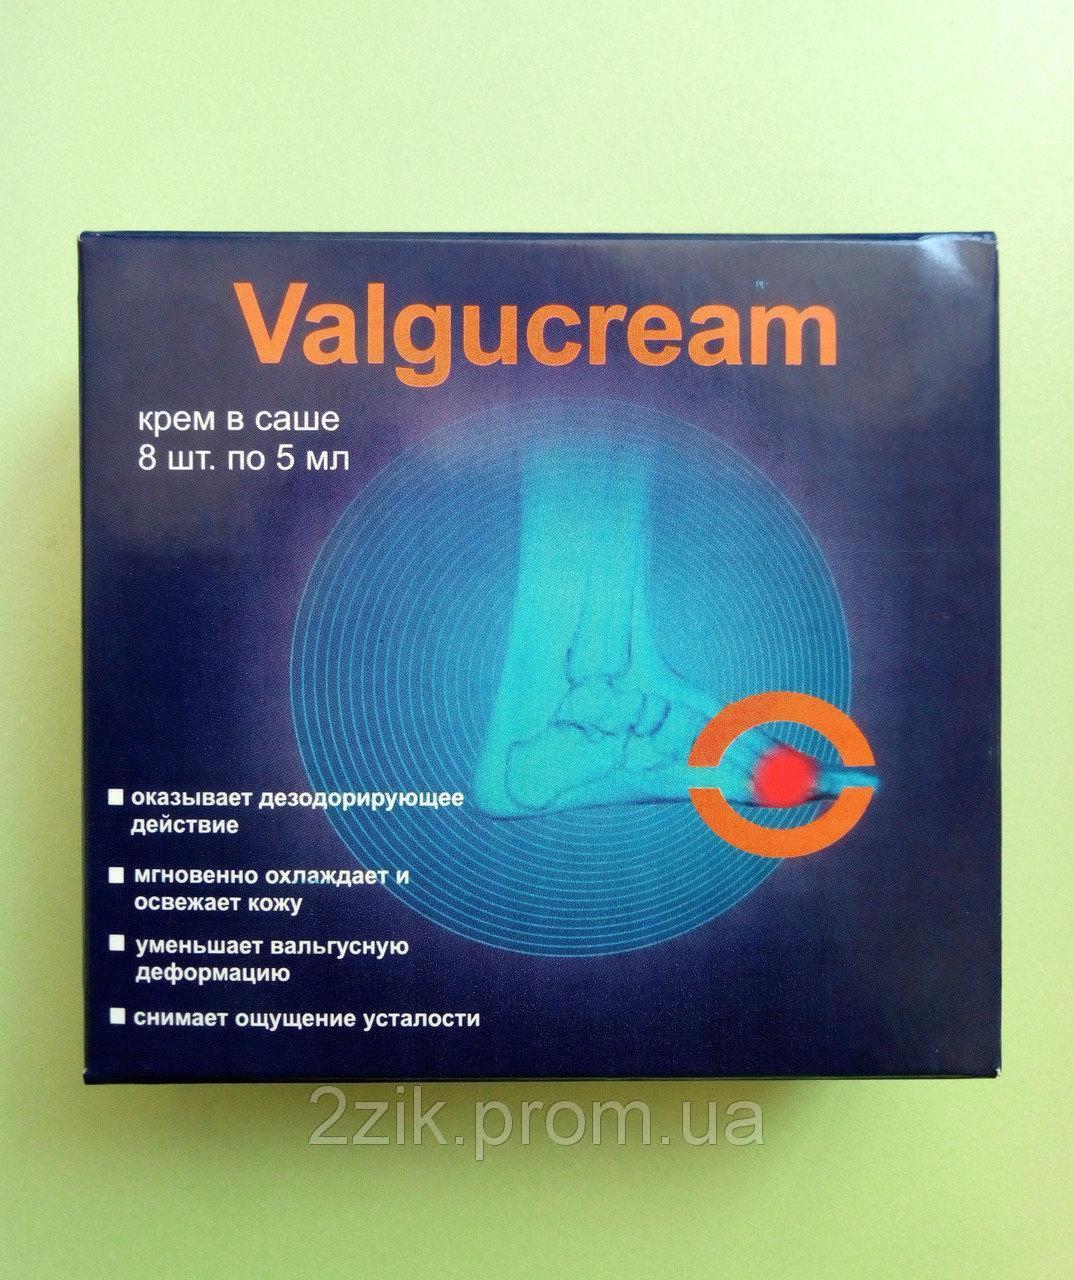 Valgucream
крем в саше
8 шт. по 5 мл
оказывает дезодорирующее
действие
мгновенно охлаждает и
освежает кожу
уменьшает вальгусную
деформацию
снимает ощущение усталости
2zik.prom.ua